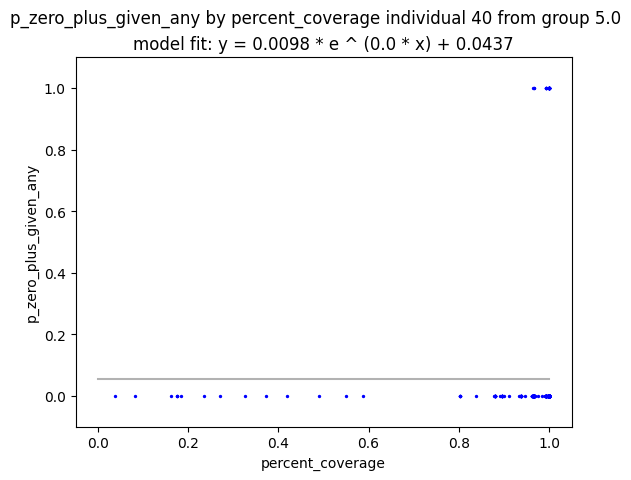 p_zero_plus_given_any by percent_coverage individual 40 from group 5.0
model fit: y = 0.0098 * e ^ (0.0 * x) + 0.0437
p_zero_plus_given_any
1.0
0.8
0.6
0.4
0.2
0.0
0.0 0.2 0.4 0.6 0.8 1.0
percent_coverage